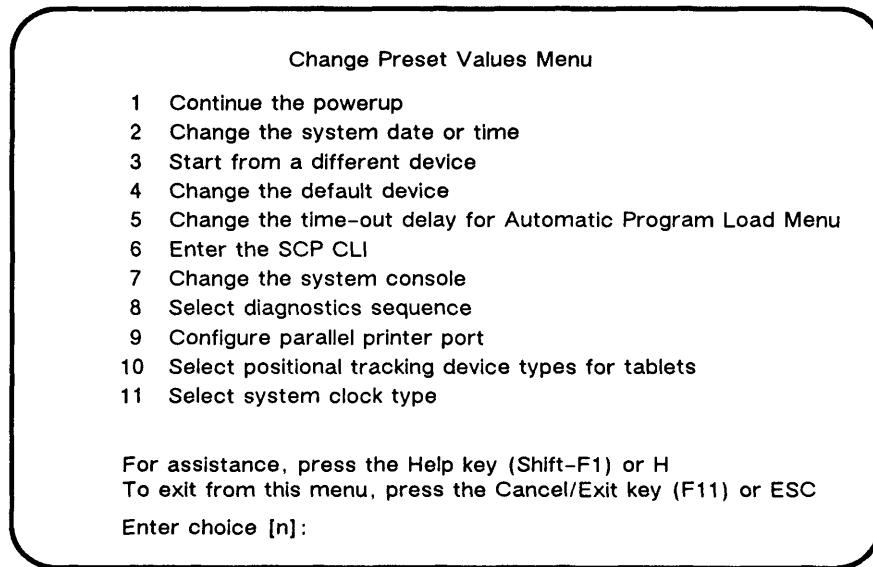 Change Preset Values Menu
1 Continue the powerup
2 Change the system date or time
3 Start from a different device
4 Change the default device
5 Change the time-out delay for Automatic Program Load Menu
6 Enter the SCP CLI
7 Change the system console
8 Select diagnostics sequence
9 Configure parallel printer port
10 Select positional tracking device types for tablets
11 Select system clock type
For assistance, press the Help key (Shift-F1) or H
To exit from this menu, press the Cancel/Exit key (F11) or ESC
Enter choice [n]: